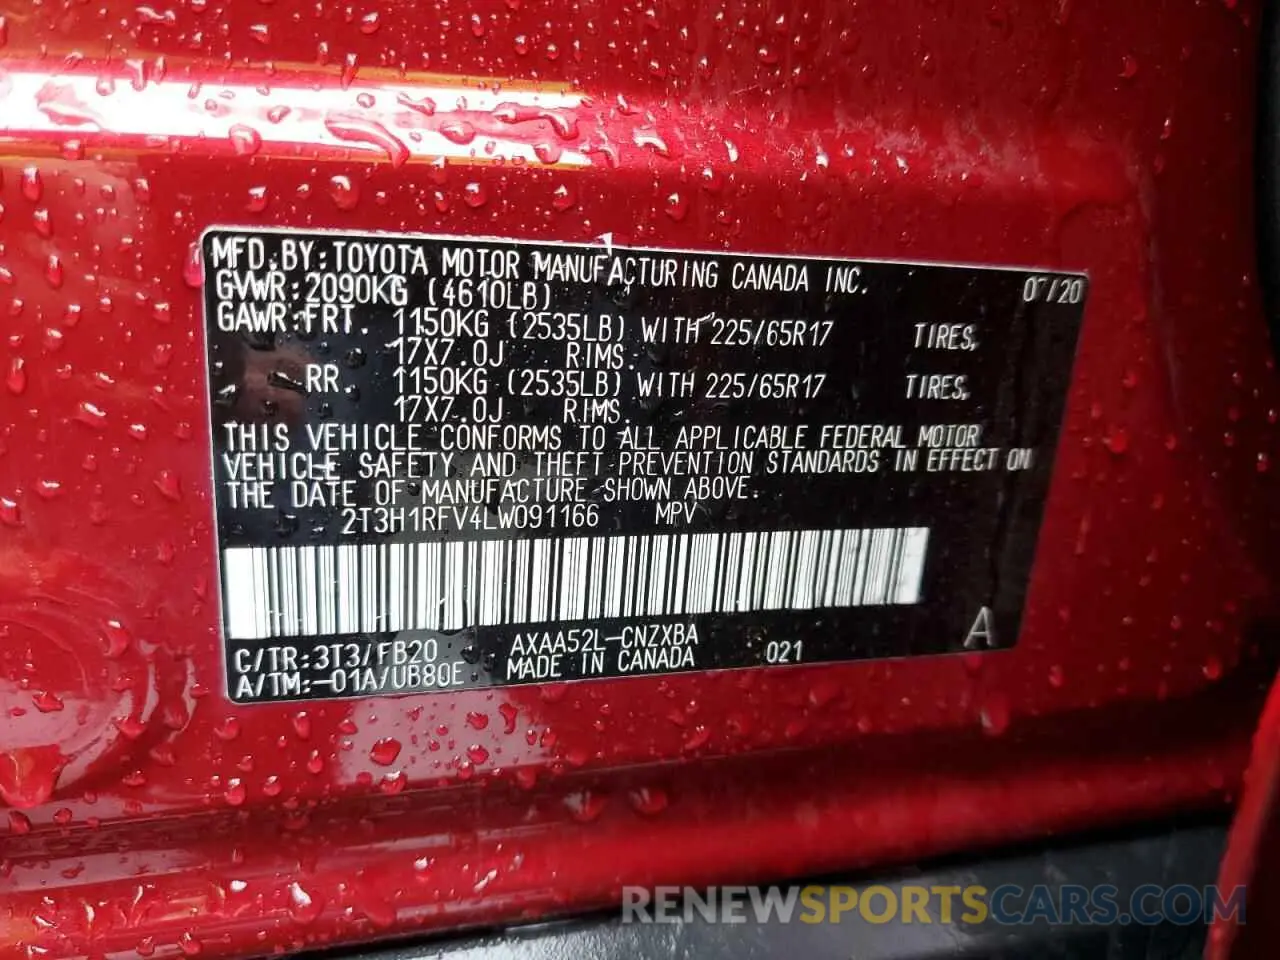 MFD. BY: TOYOTA MOTOR MANUFACTURING CANADA INC. 07/20
GVWR: 2090KG (4610LB)
GAWR: FRT. 1150KG (2535LB) WITH 225/65R17 TIRES,
17X7.0J RIMS.
RR. 1150KG (2535LB) WITH 225/65R17 TIRES,
17X7.0J RIMS.
THIS VEHICLE CONFORMS TO ALL APPLICABLE FEDERAL MOTOR
VEHICLE SAFETY AND THEFT PREVENTION STANDARDS IN EFFECT ON
THE DATE OF MANUFACTURE SHOWN ABOVE.
2T3H1RFV4LW091166 MPV
A
C/TR: 3T3/FB20 AXAA52L-CNZXBA
A/TM: -01A/UB80E MADE IN CANADA 021
RENEWSPORTSCARS.COM